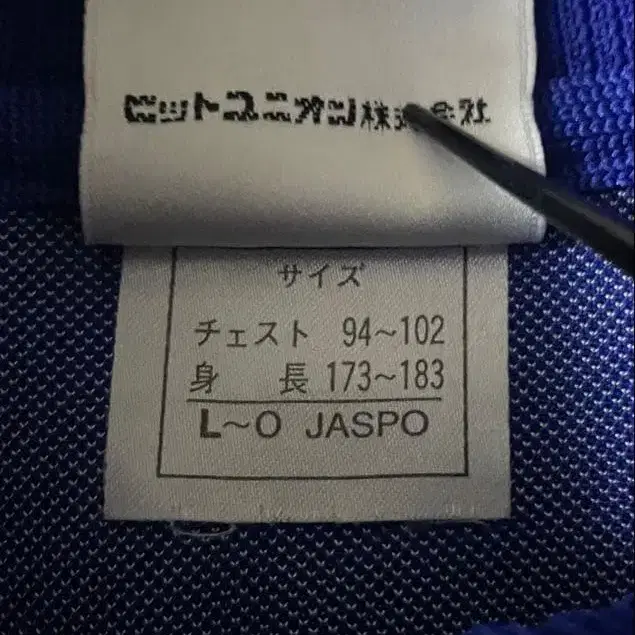 ヒットユニオン株式会社
サイズ
チェスト 94～102
身 長 173～183
L～O JASPO